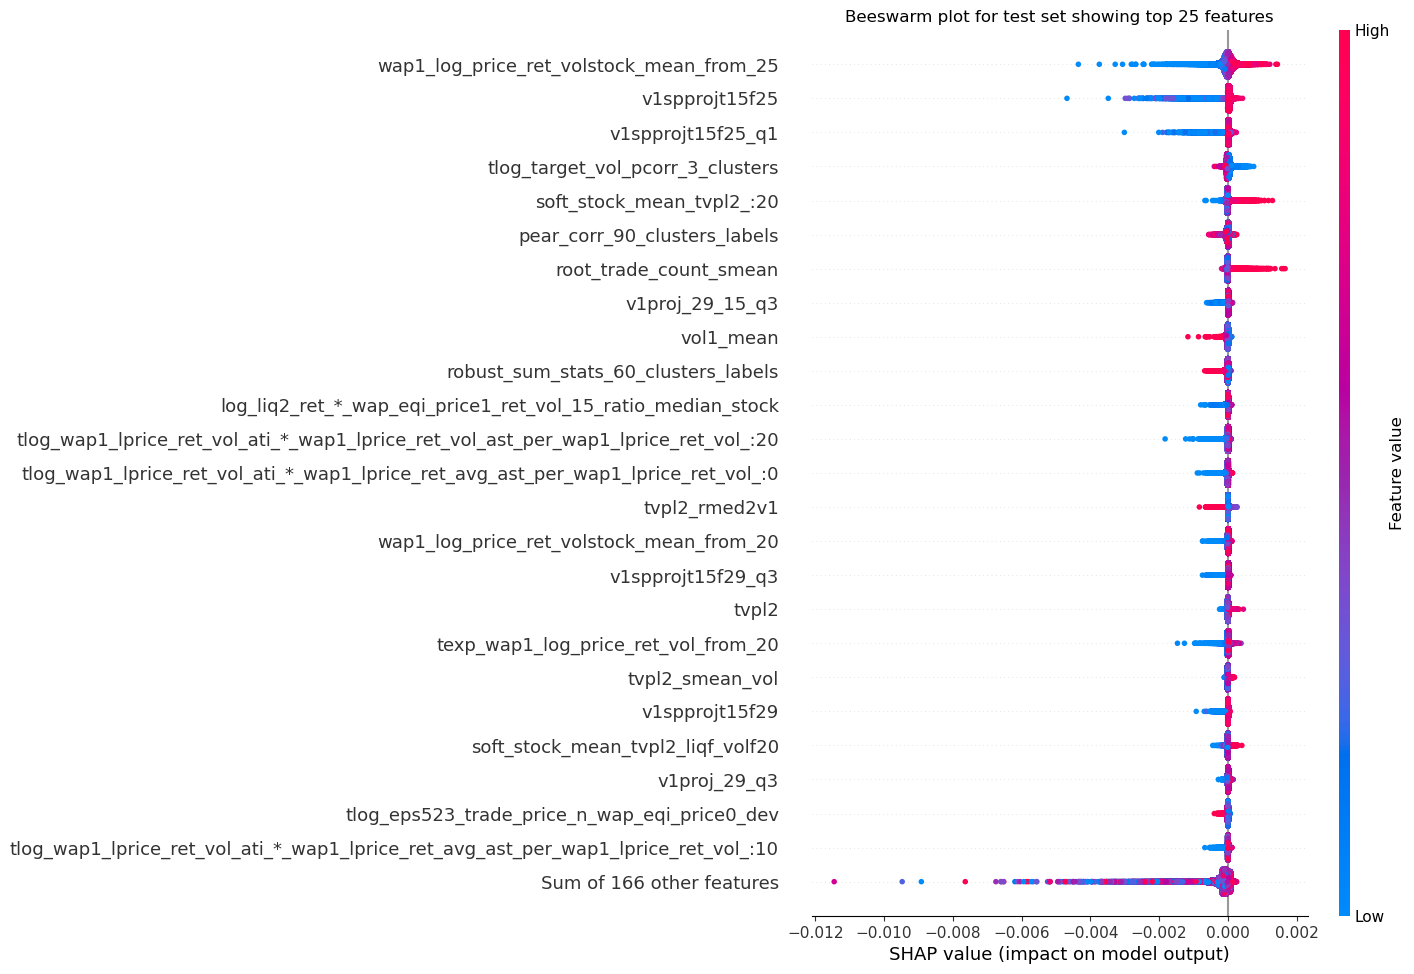 Beeswarm plot for test set showing top 25 features
High
wap1_log_price_ret_volstock_mean_from_25
v1spprojt15f25
v1spprojt15f25_q1
tlog_target_vol_pcorr_3_clusters
soft_stock_mean_tvpl2_:20
pear_corr_90_clusters_labels
root_trade_count_smean
v1proj_29_15_q3
vol1_mean
robust_sum_stats_60_clusters_labels
log_liq2_ret_*_wap_eqi_price1_ret_vol_15_ratio_median_stock
tlog_wap1_lprice_ret_vol_ati_*_wap1_lprice_ret_vol_ast_per_wap1_lprice_ret_vol_:20
tlog_wap1_lprice_ret_vol_ati_*_wap1_lprice_ret_avg_ast_per_wap1_lprice_ret_vol_:0
tvpl2_rmed2v1
wap1_log_price_ret_volstock_mean_from_20
v1spprojt15f29_q3
tvpl2
texp_wap1_log_price_ret_vol_from_20
tvpl2_smean_vol
v1spprojt15f29
soft_stock_mean_tvpl2_liqf_volf20
v1proj_29_q3
tlog_eps523_trade_price_n_wap_eqi_price0_dev
tlog_wap1_lprice_ret_vol_ati_*_wap1_lprice_ret_avg_ast_per_wap1_lprice_ret_vol_:10
Sum of 166 other features
Feature value
Low
−0.012 −0.010 −0.008 −0.006 −0.004 −0.002 0.000 0.002
SHAP value (impact on model output)